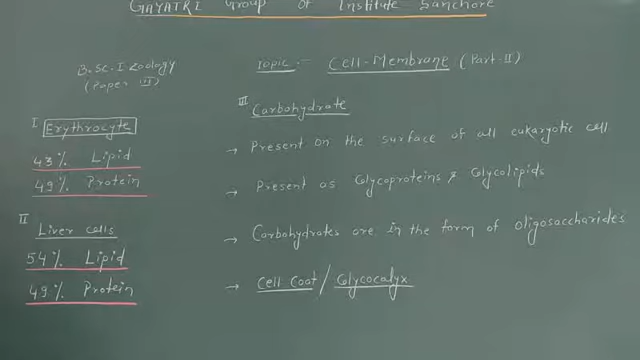 GAYATRI Group of Institute Sanchore
B.SC-I Zoology
(Paper III)
Topic :- Cell-Membrane (Part-II)
I Erythrocyte
43% Lipid
49% Protein
II Liver cells
54% Lipid
49% Protein
III Carbohydrate
→ Present on the surface of all eukaryotic cell
→ Present as Glycoproteins & Glycolipids
→ Carbohydrates are in the form of oligosaccharides
→ Cell Coat / Glycocalyx